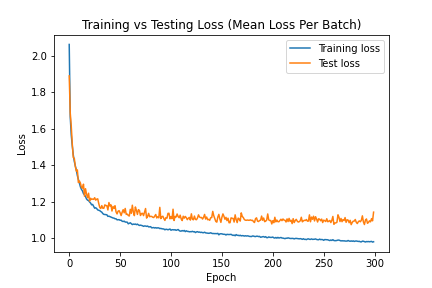 Training vs Testing Loss (Mean Loss Per Batch)
Training loss
Test loss
2.0
1.8
1.6
1.4
1.2
1.0
Loss
0 50 100 150 200 250 300
Epoch